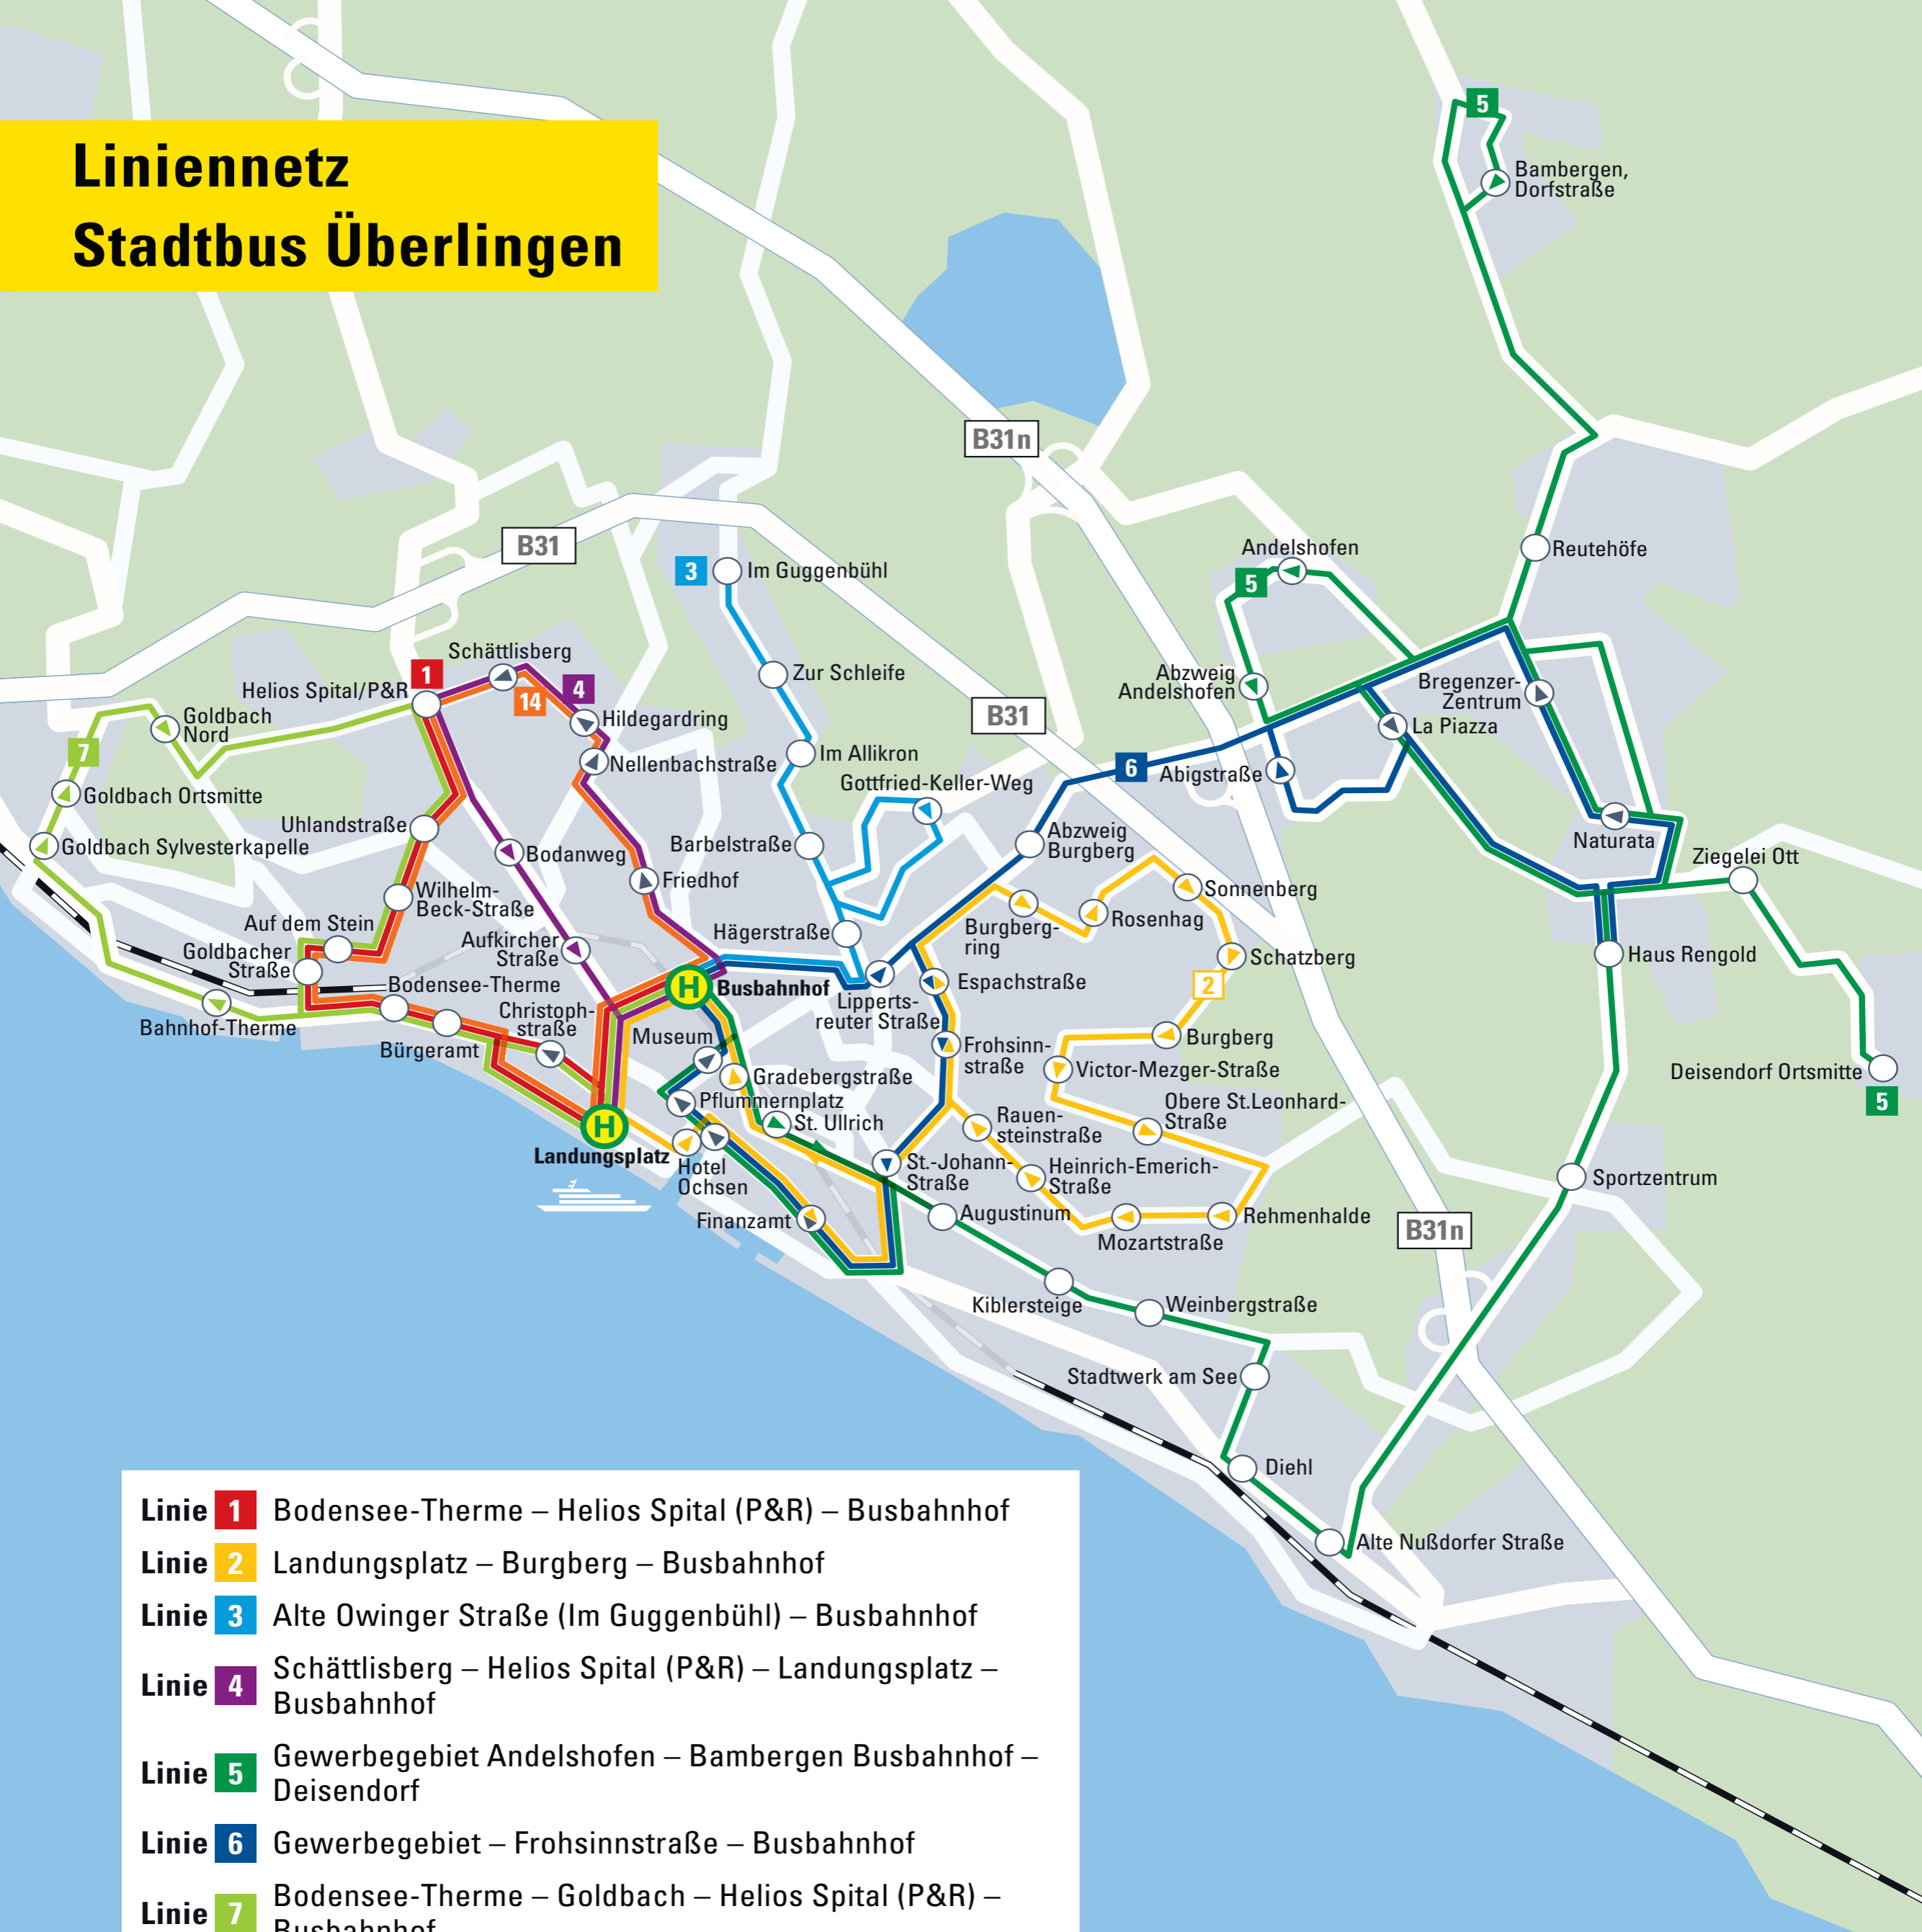 Liniennetz
Stadtbus Überlingen
5
Bambergen,
Dorfstraße
B31n
B31
Reutehöfe
Andelshofen
5
3
Im Guggenbühl
Schättlisberg
1
14
4
Helios Spital/P&R
Hildegardring
Zur Schleife
Abzweig
Andelshofen
Bregenzer-
Zentrum
La Piazza
Goldbach
Nord
7
B31
Nellenbachstraße
Im Allikron
6
Abigstraße
Gottfried-Keller-Weg
Goldbach Ortsmitte
Uhlandstraße
Goldbach Sylvesterkapelle
Bodanweg
Barbelstraße
Abzweig
Burgberg
Naturata
Ziegelei Ott
Friedhof
Sonnenberg
Wilhelm-
Beck-Straße
Auf dem Stein
Goldbacher
Straße
Aufkircher
Straße
Hägerstraße
Burgberg-
ring
Rosenhag
Schatzberg
2
Haus Rengold
Bodensee-Therme
H
Busbahnhof
Lipperts-
reuter Straße
Espachstraße
Bahnhof-Therme
Christoph-
straße
Bürgeramt
Museum
Frohsinn-
straße
Burgberg
Victor-Mezger-Straße
Deisendorf Ortsmitte
5
Gradebergstraße
Pflummernplatz
St. Ullrich
Rauen-
steinstraße
Obere St.Leonhard-
Straße
H
Landungsplatz
Hotel
Ochsen
St.-Johann-
Straße
Heinrich-Emerich-
Straße
Sportzentrum
Finanzamt
Augustinum
Rehmenhalde
Mozartstraße
B31n
Kiblersteige
Weinbergstraße
Stadtwerk am See
Diehl
Alte Nußdorfer Straße
Linie 1 Bodensee-Therme – Helios Spital (P&R) – Busbahnhof
Linie 2 Landungsplatz – Burgberg – Busbahnhof
Linie 3 Alte Owinger Straße (Im Guggenbühl) – Busbahnhof
Linie 4 Schättlisberg – Helios Spital (P&R) – Landungsplatz –
Busbahnhof
Linie 5 Gewerbegebiet Andelshofen – Bambergen Busbahnhof –
Deisendorf
Linie 6 Gewerbegebiet – Frohsinnstraße – Busbahnhof
Linie 7 Bodensee-Therme – Goldbach – Helios Spital (P&R) –
Busbahnhof